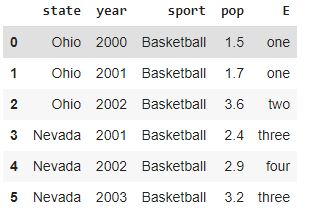 state year sport pop E
0 Ohio 2000 Basketball 1.5 one
1 Ohio 2001 Basketball 1.7 one
2 Ohio 2002 Basketball 3.6 two
3 Nevada 2001 Basketball 2.4 three
4 Nevada 2002 Basketball 2.9 four
5 Nevada 2003 Basketball 3.2 three